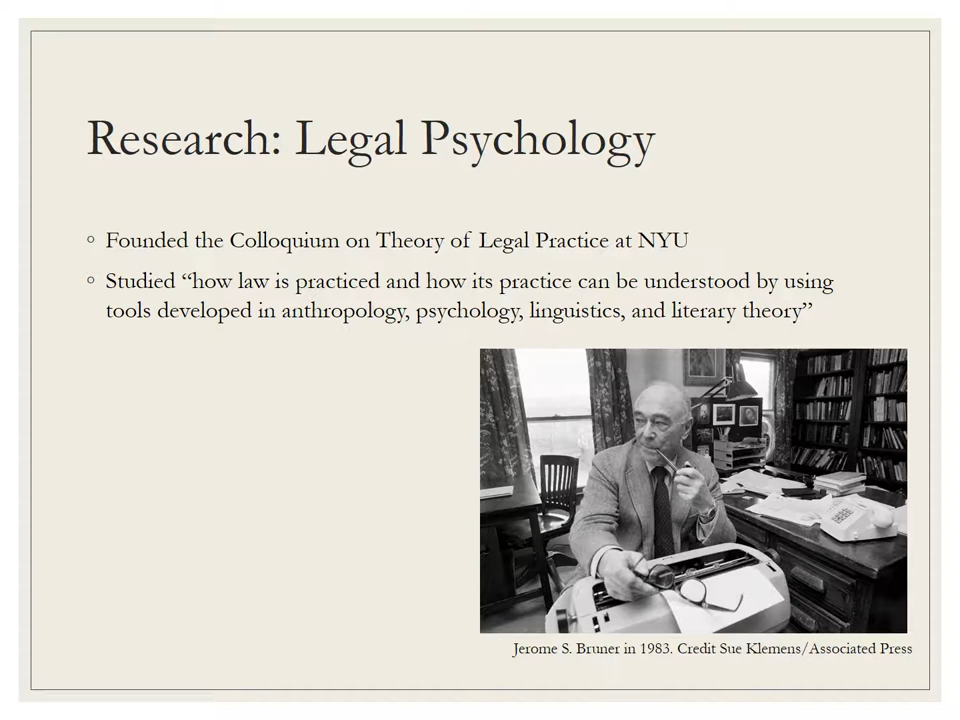 Research: Legal Psychology
◦ Founded the Colloquium on Theory of Legal Practice at NYU
◦ Studied “how law is practiced and how its practice can be understood by using
tools developed in anthropology, psychology, linguistics, and literary theory”
Jerome S. Bruner in 1983. Credit Sue Klemens/Associated Press